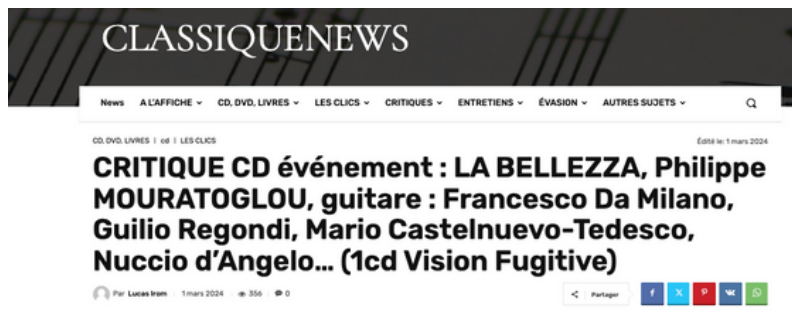 CLASSIQUENEWS
News A L'AFFICHE CD, DVD, LIVRES LES CLICS CRITIQUES ENTRETIENS ÉVASION AUTRES SUJETS
CD, DVD, LIVRES | cd | LES CLICS Édité le: 1 mars 2024
CRITIQUE CD événement : LA BELLEZZA, Philippe
MOURATOGLOU, guitare : Francesco Da Milano,
Guilio Regondi, Mario Castelnuevo-Tedesco,
Nuccio d'Angelo... (1cd Vision Fugitive)
Par Lucas Irom 1 mars 2024 356 0 Partager